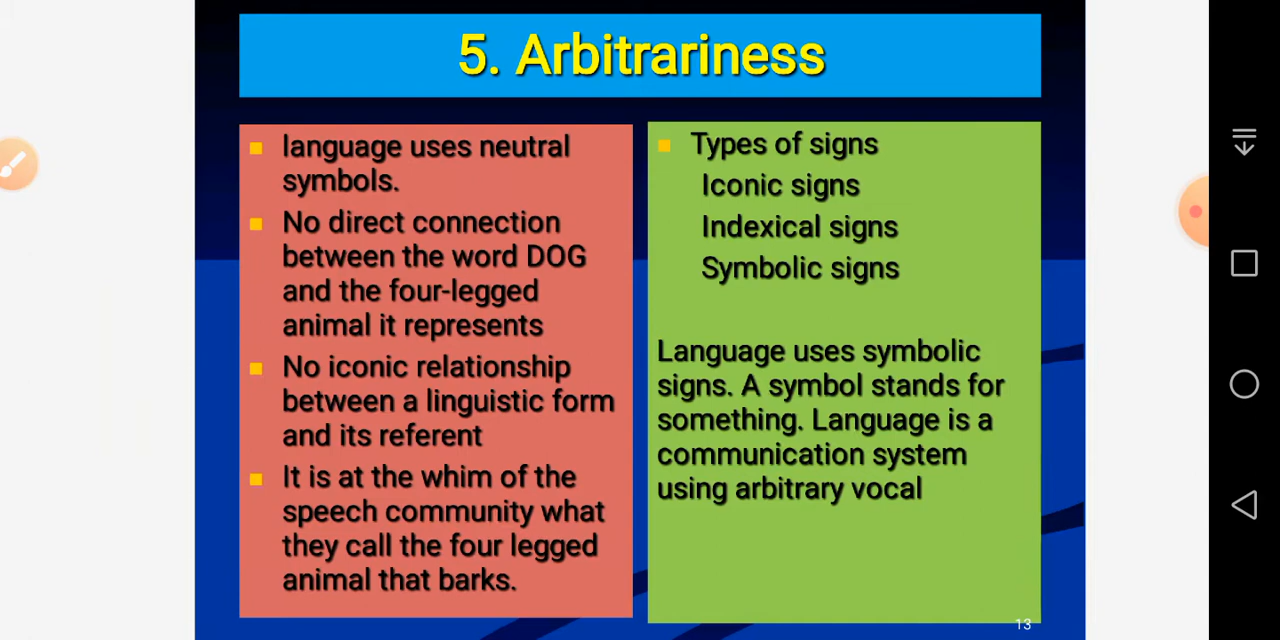 5. Arbitrariness
language uses neutral
symbols.
No direct connection
between the word DOG
and the four-legged
animal it represents
No iconic relationship
between a linguistic form
and its referent
It is at the whim of the
speech community what
they call the four legged
animal that barks.
Types of signs
Iconic signs
Indexical signs
Symbolic signs
Language uses symbolic
signs. A symbol stands for
something. Language is a
communication system
using arbitrary vocal
13